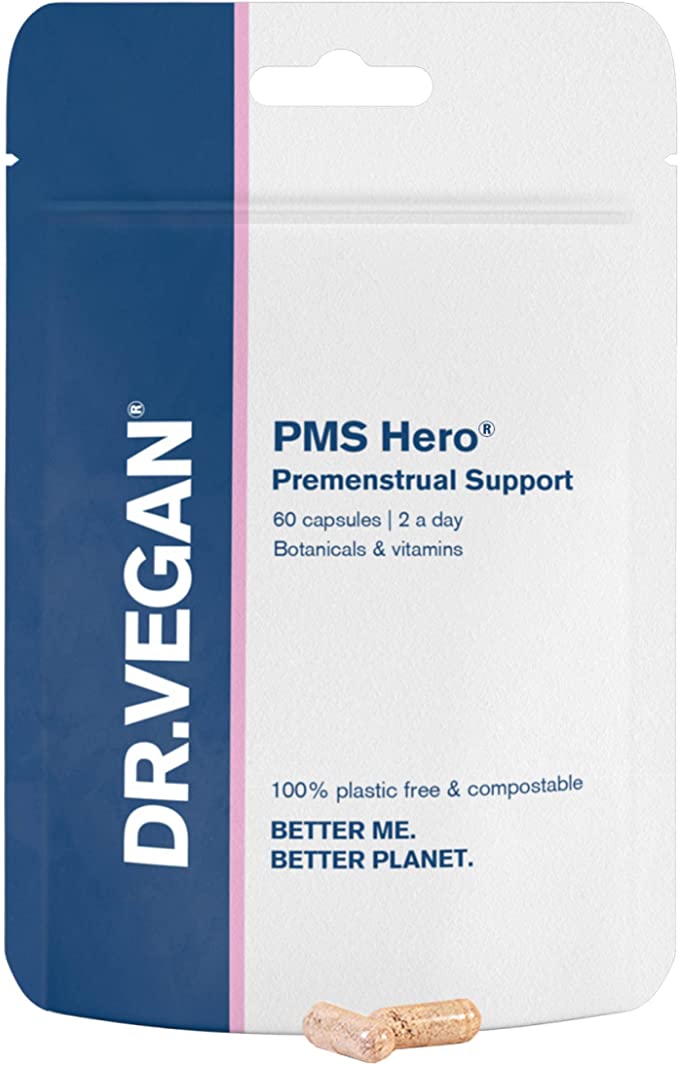 DR.VEGAN®
PMS Hero®
Premenstrual Support
60 capsules | 2 a day
Botanicals & vitamins
100% plastic free & compostable
BETTER ME.
BETTER PLANET.